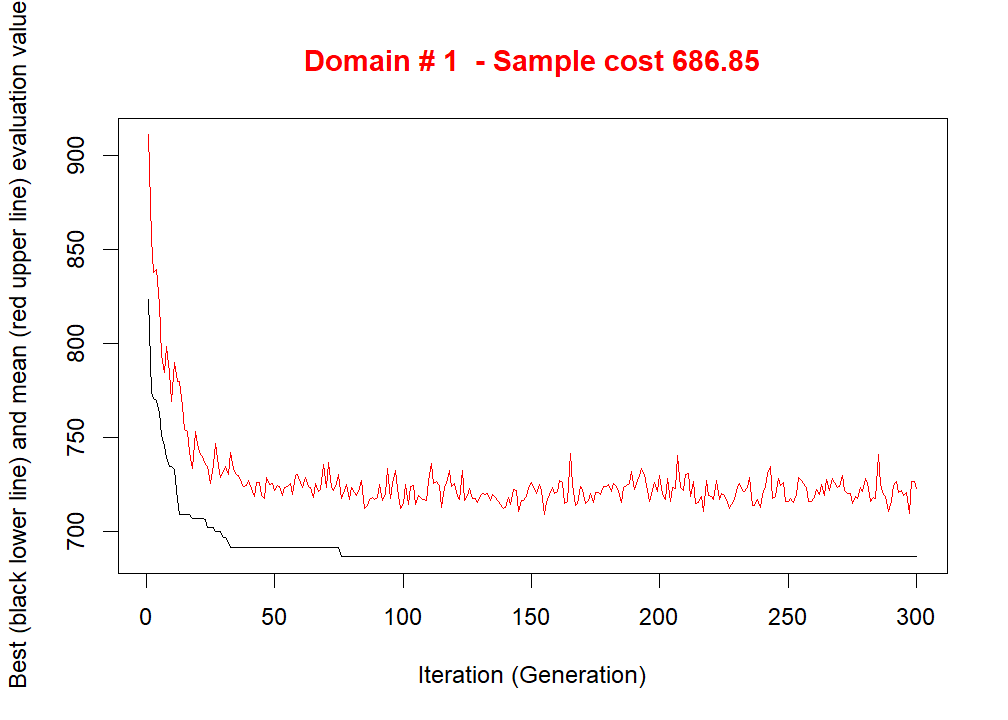 Domain # 1  - Sample cost 686.85
Best (black lower line) and mean (red upper line) evaluation value
900
850
800
750
700
0 50 100 150 200 250 300
Iteration (Generation)